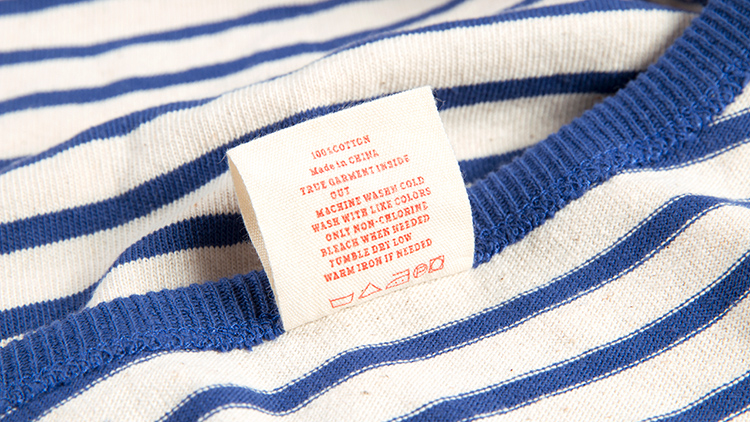 100%COTTON
Made in CHINA
TRUE GARMENT INSIDE
OUT
MACHINE WASHN COLD
WASH WITH LIKE COLORS
ONLY NON-CHLORINE
BLEACH WHEN NEEDED
TUMBLE DRY LOW
WARM IRON IF NEEDED